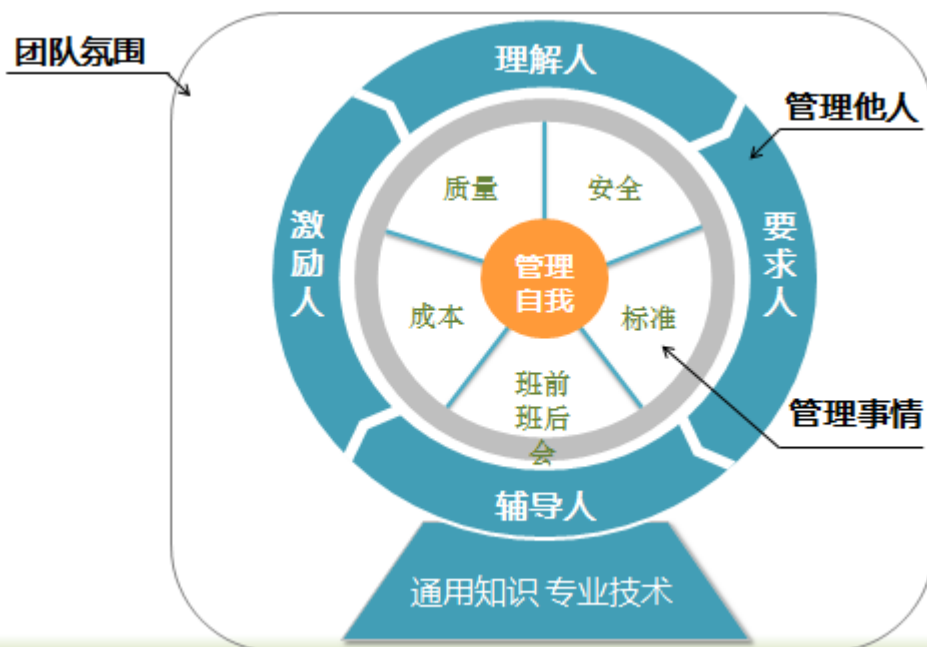 团队氛围
理解人
管理他人
质量
安全
激
励
人
要
求
人
管理
自我
成本
标准
班前
班后
会
管理事情
辅导人
通用知识 专业技术